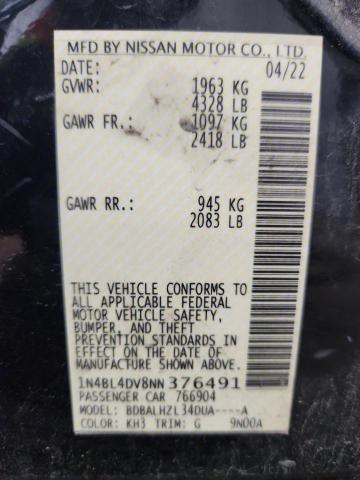 MFD BY NISSAN MOTOR CO., LTD.
DATE: 04/22
GVWR: 1963 KG
4328 LB
GAWR FR.: 1097 KG
2418 LB
GAWR RR.: 945 KG
2083 LB
THIS VEHICLE CONFORMS TO
ALL APPLICABLE FEDERAL
MOTOR VEHICLE SAFETY,
BUMPER, AND THEFT
PREVENTION STANDARDS
IN EFFECT ON THE DATE OF
MANUFACTURE SHOWN ABOVE.
1N4BL4DV8NN376491
PASSENGER CAR 766904
MODEL: BDBALHZL34DUA----A
COLOR: KH3 TRIM: G 9N00A